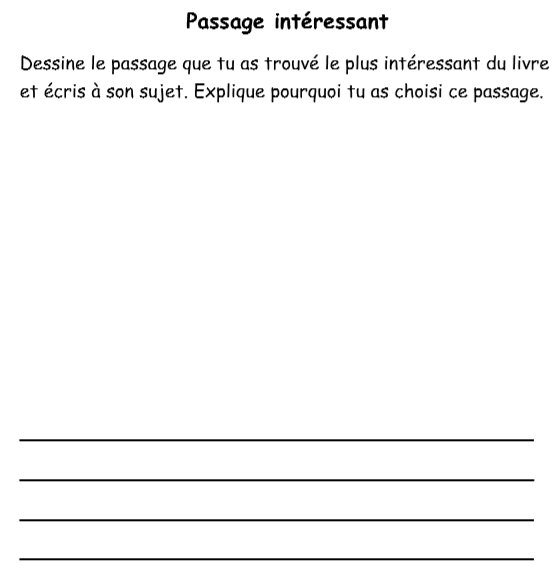 Passage intéressant
Dessine le passage que tu as trouvé le plus intéressant du livre
et écris à son sujet. Explique pourquoi tu as choisi ce passage.